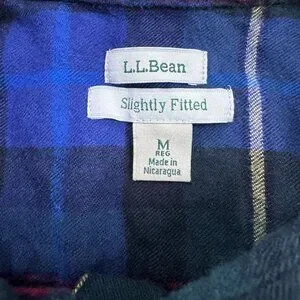 L.L.Bean
Slightly Fitted
M
REG
Made in
Nicaragua